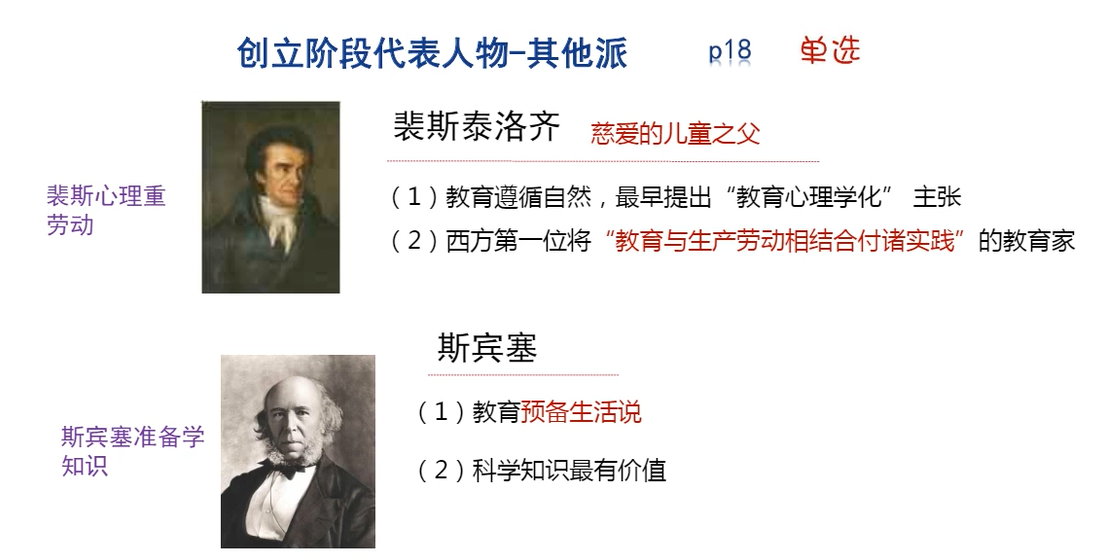 创立阶段代表人物-其他派 p18 单选
裴斯泰洛齐 慈爱的儿童之父
裴斯心理重
劳动
（1）教育遵循自然，最早提出“教育心理学化” 主张
（2）西方第一位将“教育与生产劳动相结合付诸实践”的教育家
斯宾塞
斯宾塞准备学
知识
（1）教育预备生活说
（2）科学知识最有价值